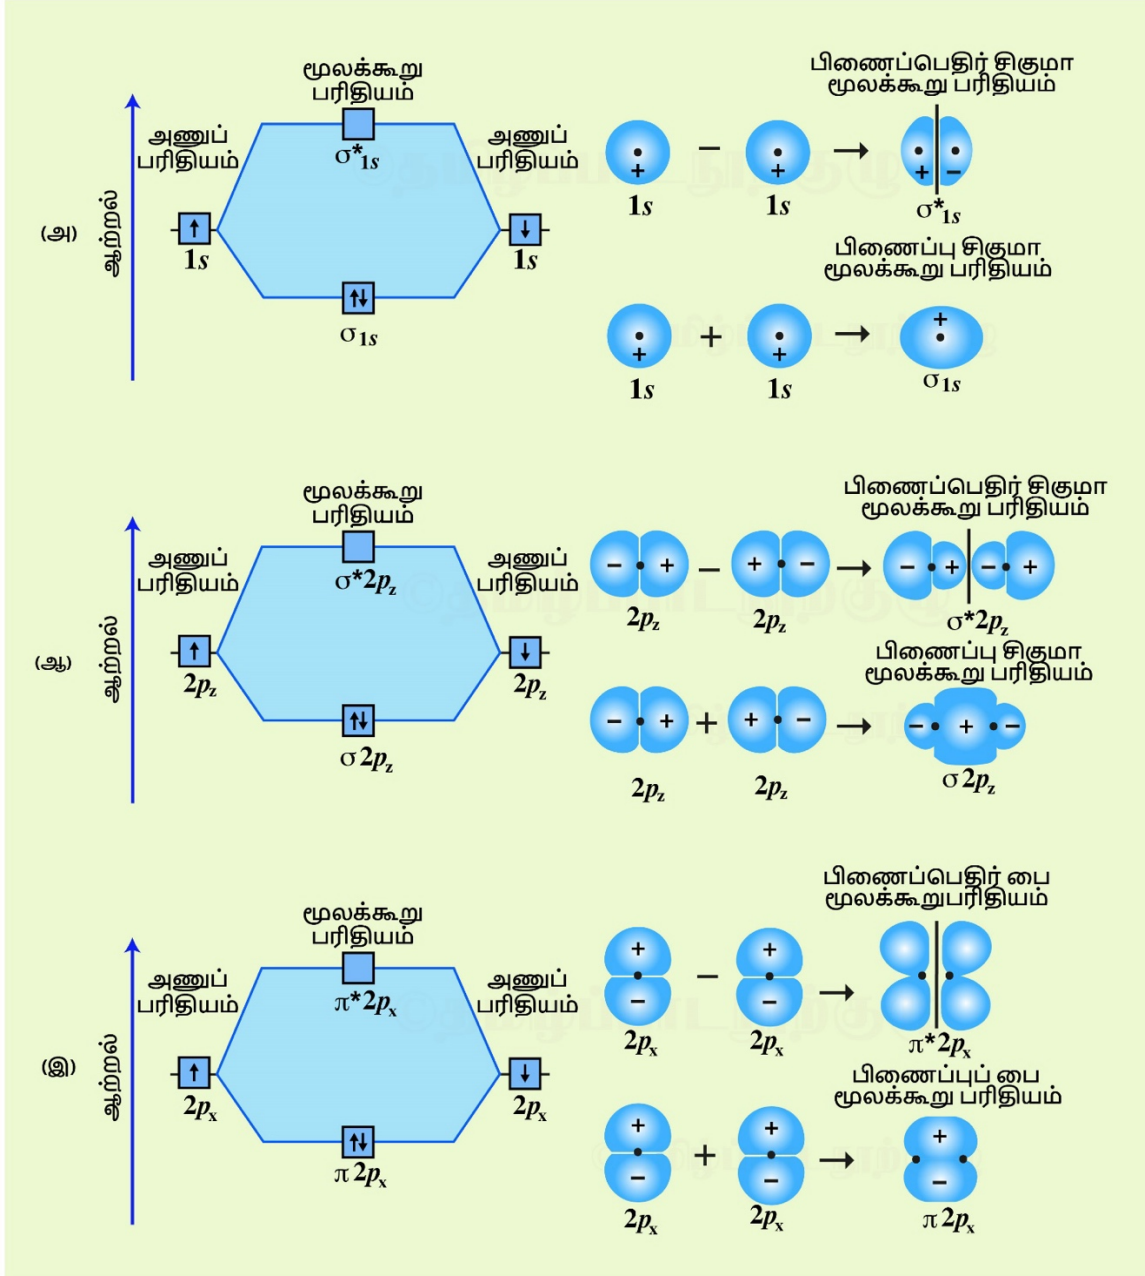 (அ)
ஆற்றல்
மூலக்கூறு
பரிதியம்
அணுப்
பரிதியம்
σ*1s
அணுப்
பரிதியம்
↑
1s
↓
1s
↑↓
σ1s
பிணைப்பெதிர் சிகுமா
மூலக்கூறு பரிதியம்
+ − + → + −
1s 1s σ*1s
பிணைப்பு சிகுமா
மூலக்கூறு பரிதியம்
+ + + → +
1s 1s σ1s
(ஆ)
ஆற்றல்
மூலக்கூறு
பரிதியம்
அணுப்
பரிதியம்
σ*2pz
அணுப்
பரிதியம்
↑
2pz
↓
2pz
↑↓
σ2pz
பிணைப்பெதிர் சிகுமா
மூலக்கூறு பரிதியம்
− + − + − → − + − +
2pz 2pz σ*2pz
பிணைப்பு சிகுமா
மூலக்கூறு பரிதியம்
− + + + − → − + −
2pz 2pz σ2pz
(இ)
ஆற்றல்
மூலக்கூறு
பரிதியம்
அணுப்
பரிதியம்
π*2px
அணுப்
பரிதியம்
↑
2px
↓
2px
↑↓
π2px
பிணைப்பெதிர் பை
மூலக்கூறுபரிதியம்
+ +
− →
− −
2px 2px π*2px
பிணைப்புப் பை
மூலக்கூறு பரிதியம்
+ + +
+ →
− − −
2px 2px π2px